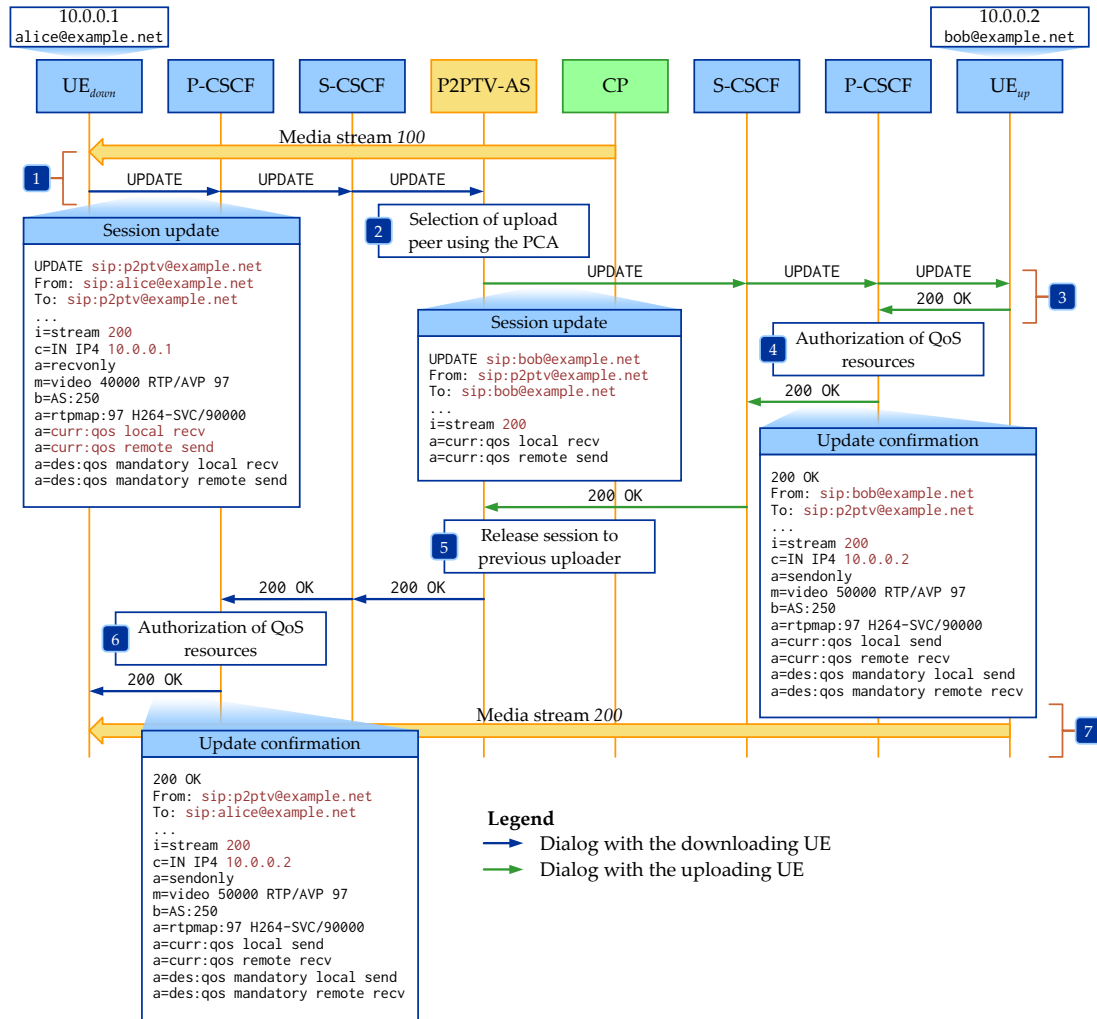 10.0.0.1
alice@example.net
10.0.0.2
bob@example.net
UEdown
P-CSCF
S-CSCF
P2PTV-AS
CP
S-CSCF
P-CSCF
UEup
Media stream 100
1
UPDATE
UPDATE
UPDATE
2
Selection of upload
peer using the PCA
Session update
UPDATE sip:p2ptv@example.net
From: sip:alice@example.net
To: sip:p2ptv@example.net
...
i=stream 200
c=IN IP4 10.0.0.1
a=recvonly
m=video 40000 RTP/AVP 97
b=AS:250
a=rtpmap:97 H264-SVC/90000
a=curr:qos local recv
a=curr:qos remote send
a=des:qos mandatory local recv
a=des:qos mandatory remote send
UPDATE
UPDATE
UPDATE
3
200 OK
Session update
UPDATE sip:bob@example.net
From: sip:p2ptv@example.net
To: sip:bob@example.net
...
i=stream 200
a=curr:qos local recv
a=curr:qos remote send
4
Authorization of QoS
resources
200 OK
Update confirmation
200 OK
From: sip:bob@example.net
To: sip:p2ptv@example.net
...
i=stream 200
c=IN IP4 10.0.0.2
a=sendonly
m=video 50000 RTP/AVP 97
b=AS:250
a=rtpmap:97 H264-SVC/90000
a=curr:qos local send
a=curr:qos remote recv
a=des:qos mandatory local send
a=des:qos mandatory remote recv
200 OK
5
Release session to
previous uploader
200 OK
200 OK
6
Authorization of QoS
resources
200 OK
Media stream 200
7
Update confirmation
200 OK
From: sip:p2ptv@example.net
To: sip:alice@example.net
...
i=stream 200
c=IN IP4 10.0.0.2
a=sendonly
m=video 50000 RTP/AVP 97
b=AS:250
a=rtpmap:97 H264-SVC/90000
a=curr:qos local send
a=curr:qos remote recv
a=des:qos mandatory local send
a=des:qos mandatory remote recv
Legend
Dialog with the downloading UE
Dialog with the uploading UE